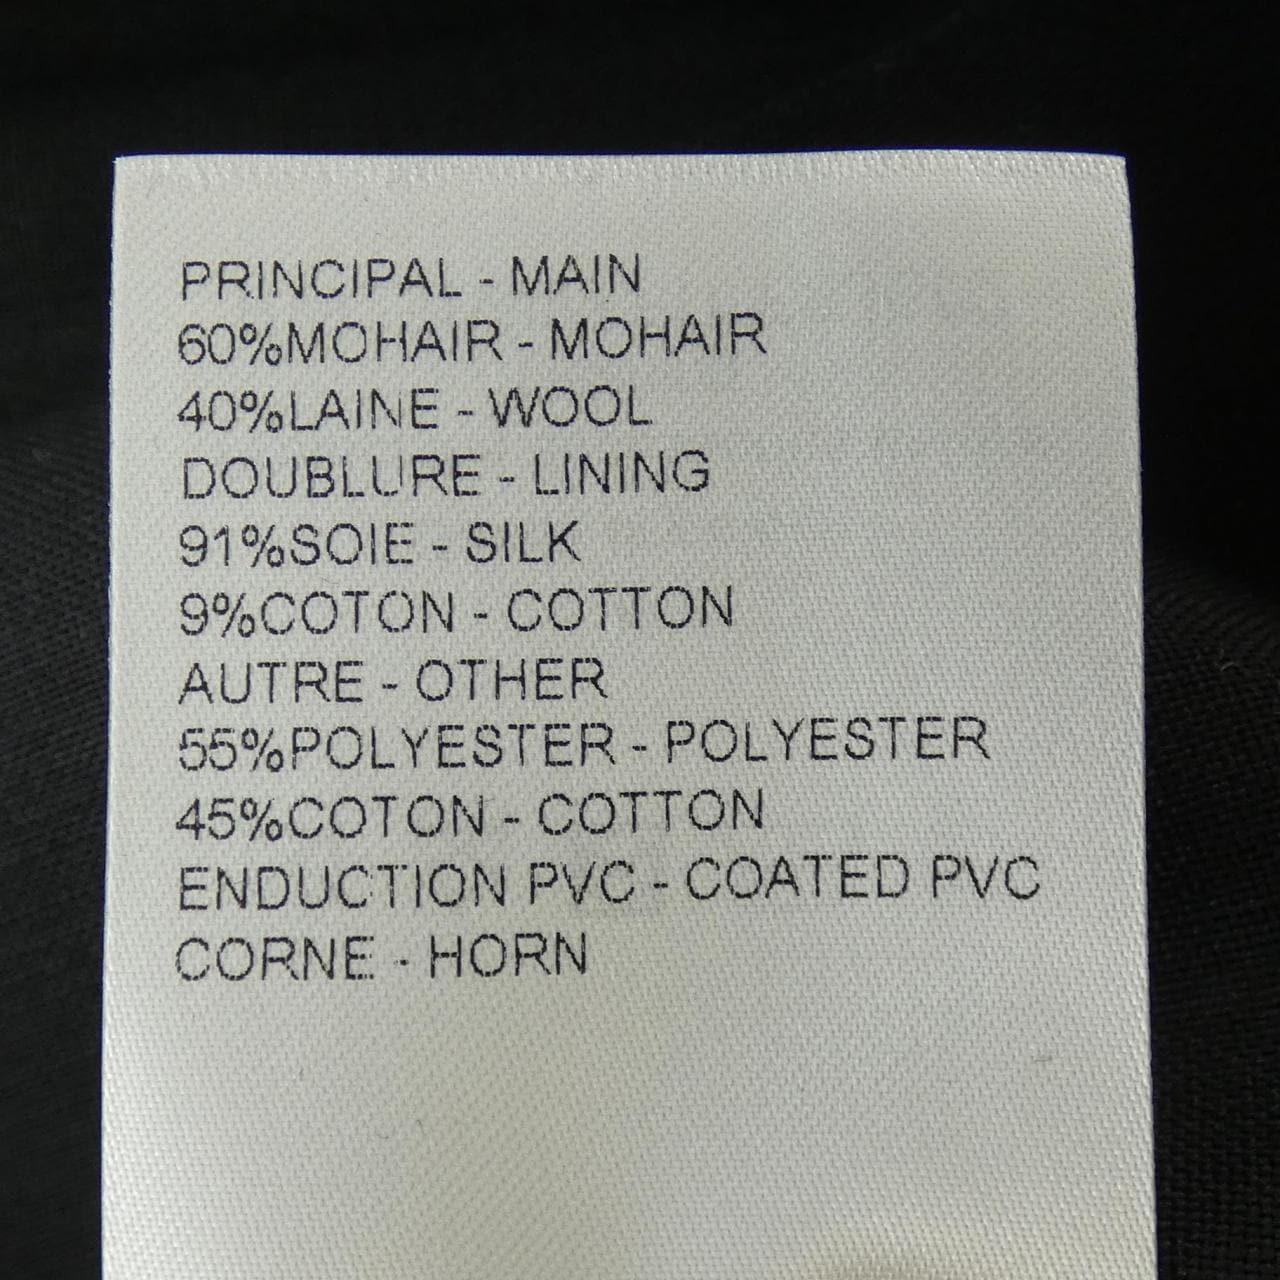 PRINCIPAL - MAIN
60%MOHAIR - MOHAIR
40%LAINE - WOOL
DOUBLURE - LINING
91%SOIE - SILK
9%COTON - COTTON
AUTRE - OTHER
55%POLYESTER - POLYESTER
45%COTON - COTTON
ENDUCTION PVC - COATED PVC
CORNE - HORN